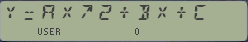 Y=AX↗2+BX+C
USER 0